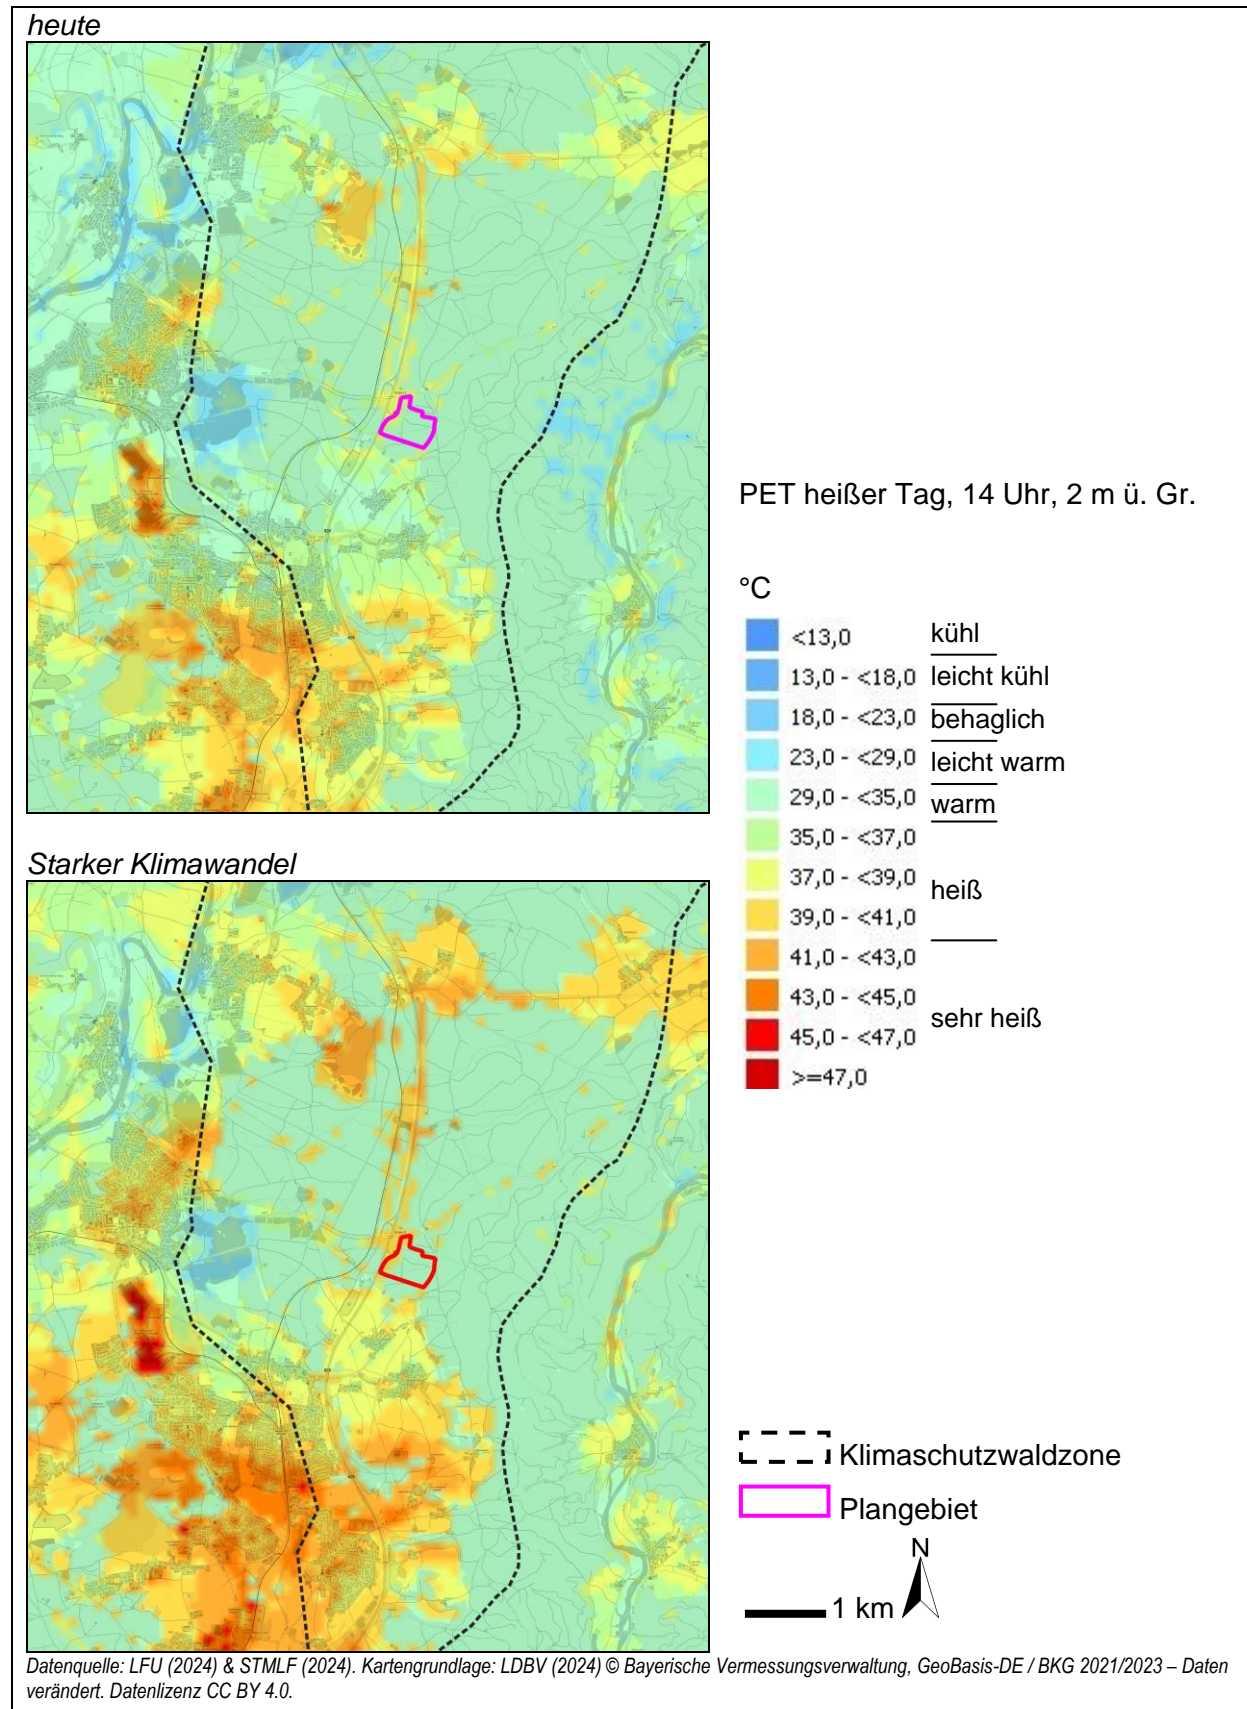 heute
PET heißer Tag, 14 Uhr, 2 m ü. Gr.
°C
<13,0 kühl
13,0 - <18,0 leicht kühl
18,0 - <23,0 behaglich
23,0 - <29,0 leicht warm
29,0 - <35,0 warm
35,0 - <37,0
37,0 - <39,0 heiß
39,0 - <41,0
41,0 - <43,0
43,0 - <45,0 sehr heiß
45,0 - <47,0
>=47,0
Starker Klimawandel
Klimaschutzwaldzone
Plangebiet
N
1 km
Datenquelle: LFU (2024) & STMLF (2024). Kartengrundlage: LDBV (2024) © Bayerische Vermessungsverwaltung, GeoBasis-DE / BKG 2021/2023 – Daten
verändert. Datenlizenz CC BY 4.0.